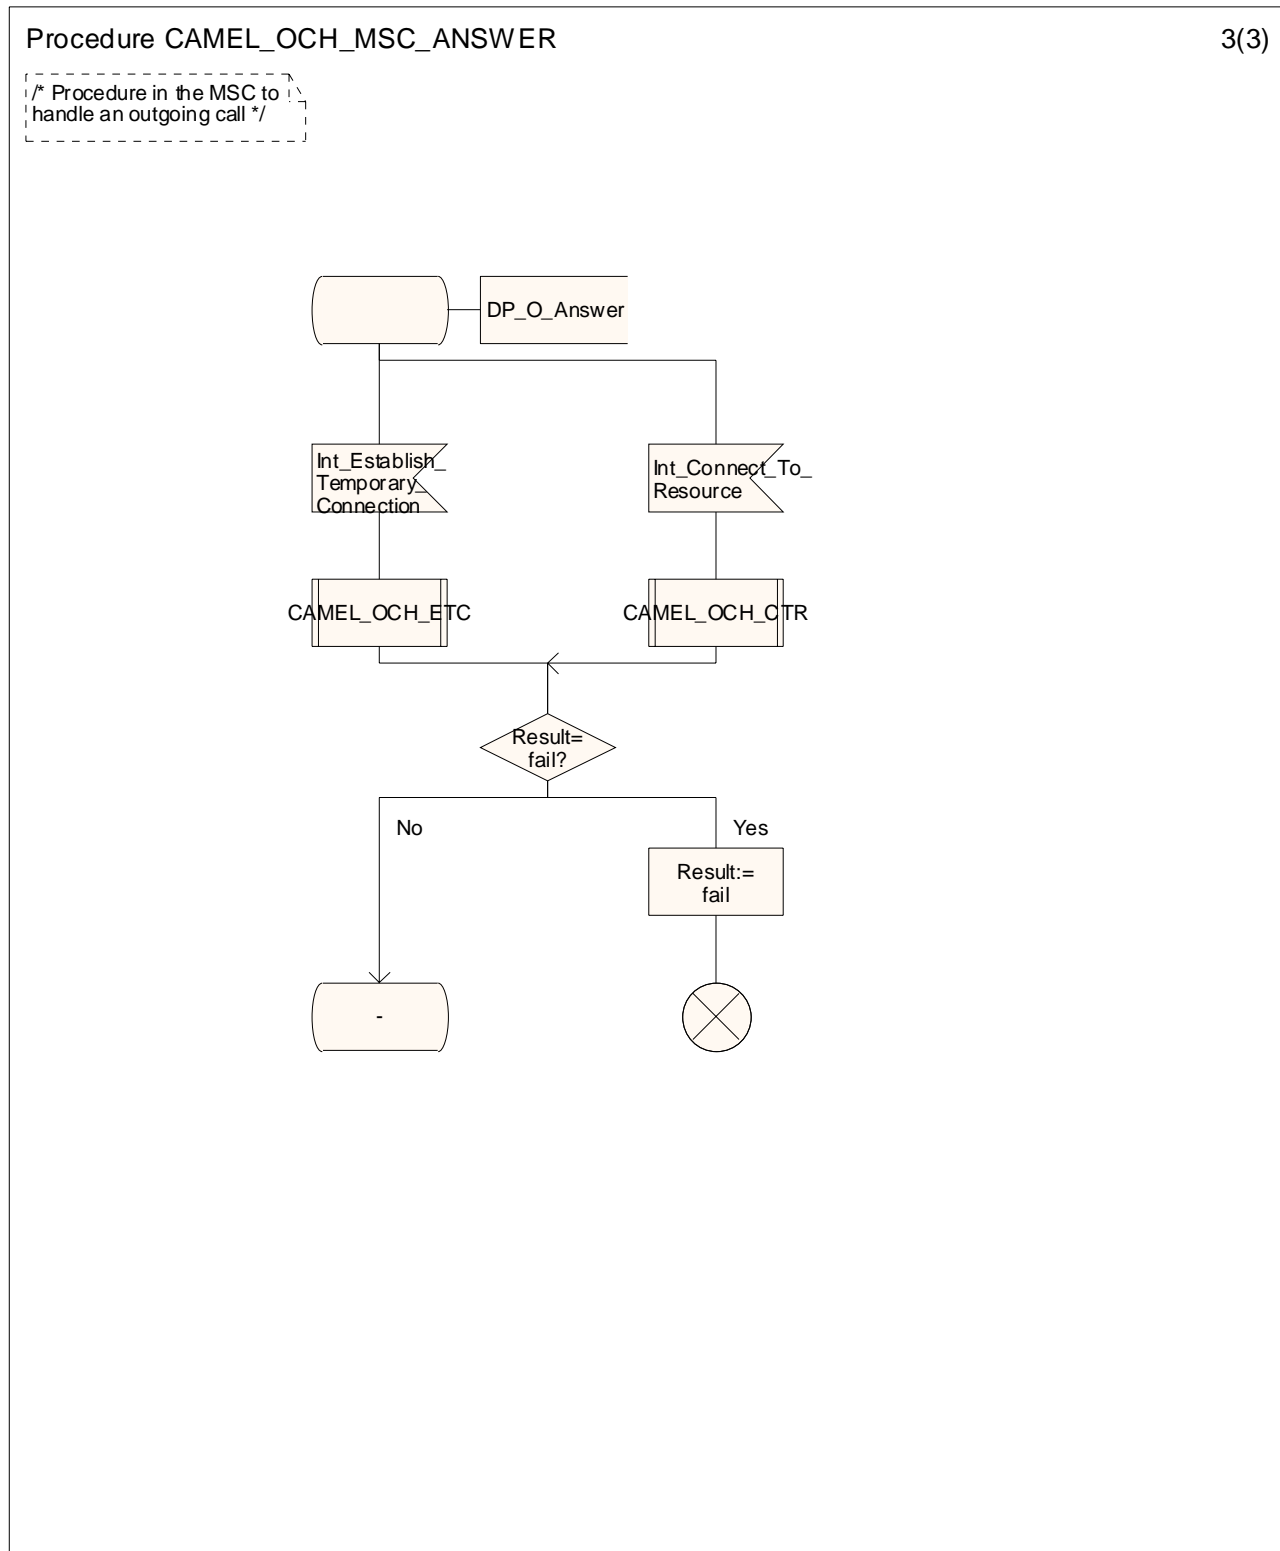 Procedure CAMEL_OCH_MSC_ANSWER
3(3)
/* Procedure in the MSC to
handle an outgoing call */
DP_O_Answer
Int_Establish_
Temporary_
Connection
Int_Connect_To_
Resource
CAMEL_OCH_ETC
CAMEL_OCH_CTR
Result=
fail?
No
Yes
Result:=
fail
-